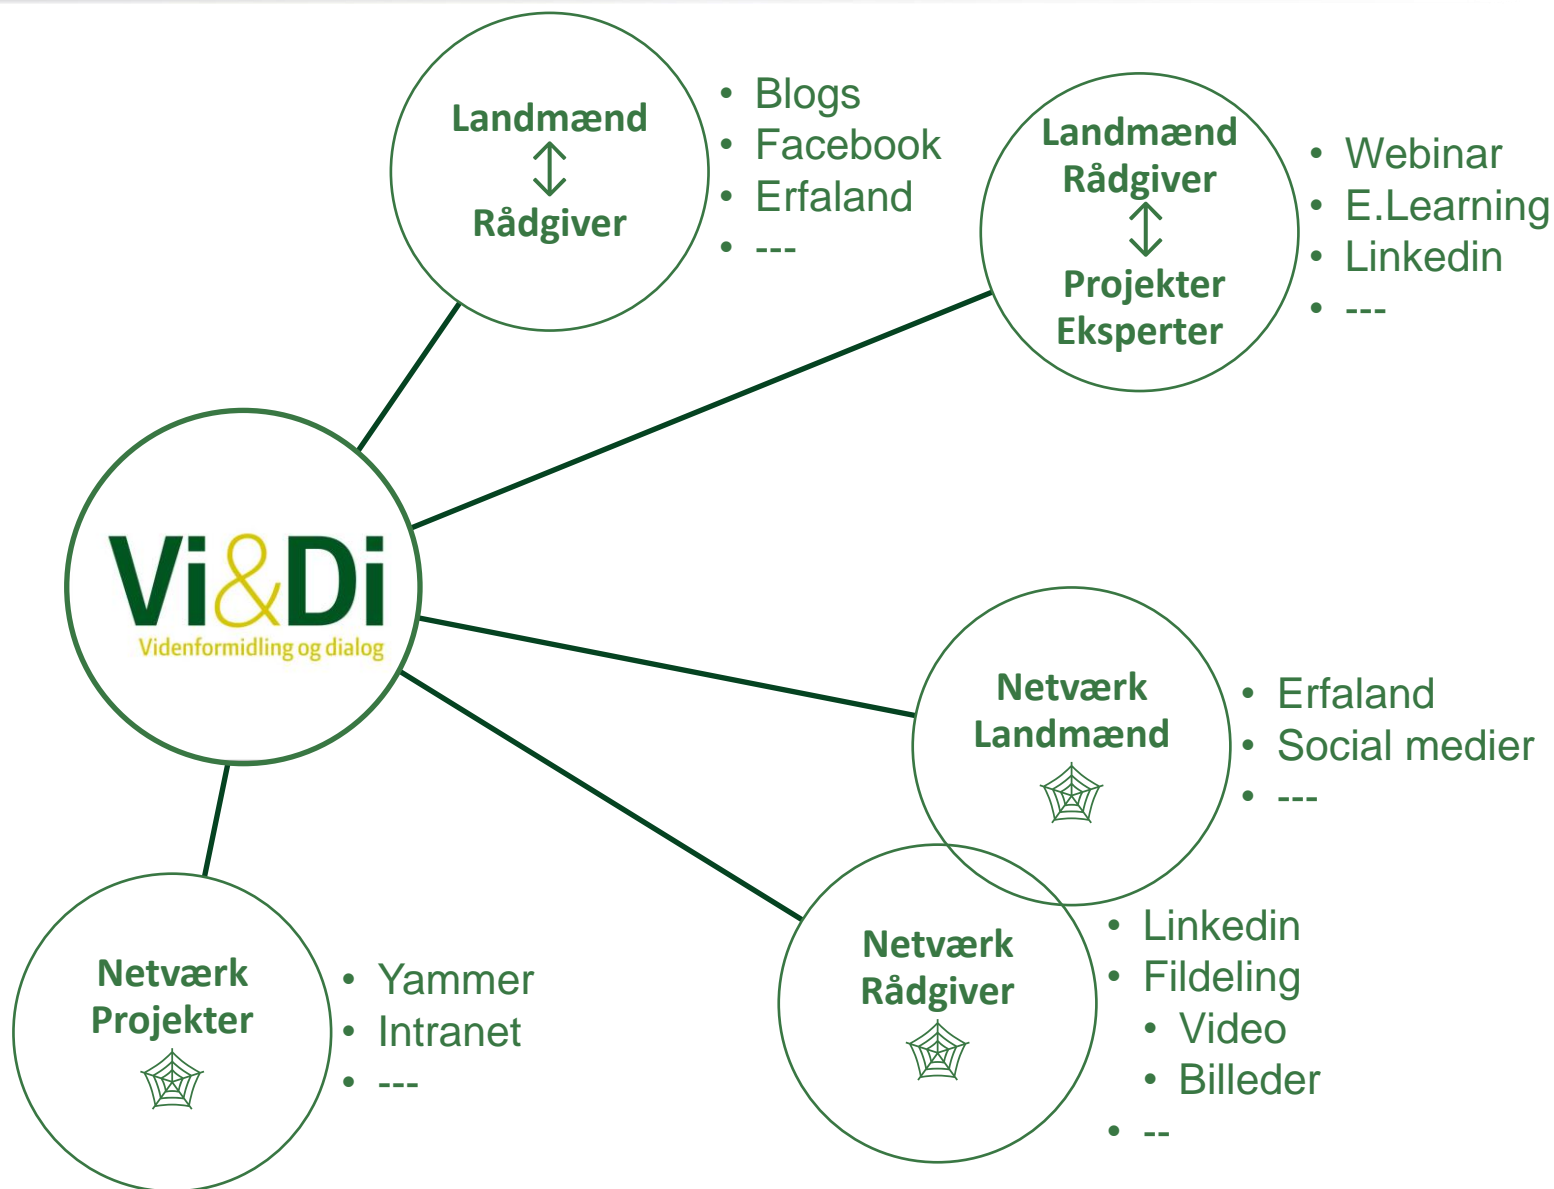 Landmænd
Rådgiver
• Blogs
• Facebook
• Erfaland
• ---
Landmænd
Rådgiver
Projekter
Eksperter
• Webinar
• E.Learning
• Linkedin
• ---
Vi&Di
Videnformidling og dialog
Netværk
Landmænd
• Erfaland
• Social medier
• ---
Netværk
Rådgiver
• Linkedin
• Fildeling
• Video
• Billeder
• --
Netværk
Projekter
• Yammer
• Intranet
• ---